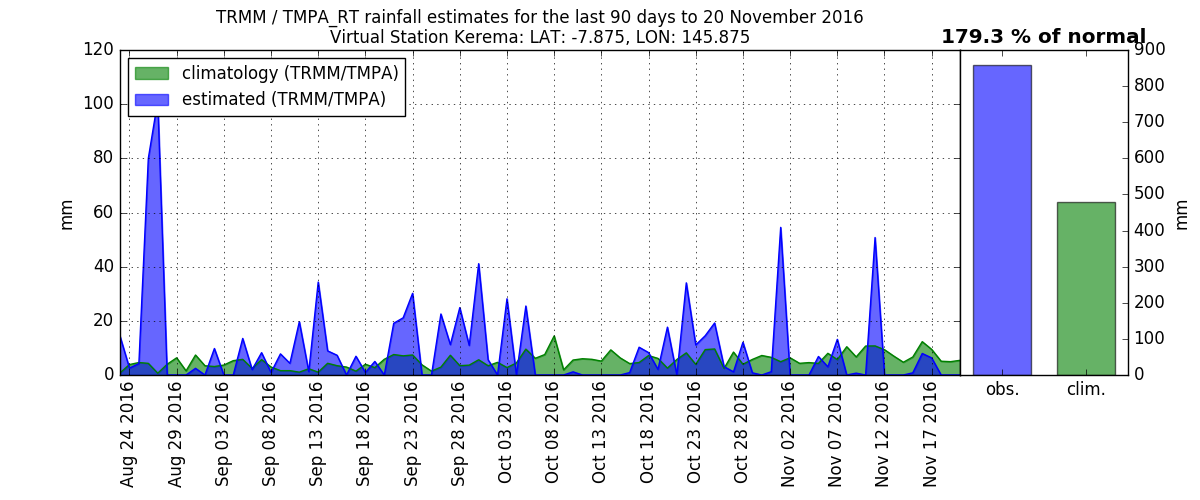 TRMM / TMPA_RT rainfall estimates for the last 90 days to 20 November 2016
Virtual Station Kerema: LAT: -7.875, LON: 145.875
179.3 % of normal
climatology (TRMM/TMPA)
estimated (TRMM/TMPA)
120
100
80
60
40
20
0
mm
Aug 24 2016
Aug 29 2016
Sep 03 2016
Sep 08 2016
Sep 13 2016
Sep 18 2016
Sep 23 2016
Sep 28 2016
Oct 03 2016
Oct 08 2016
Oct 13 2016
Oct 18 2016
Oct 23 2016
Oct 28 2016
Nov 02 2016
Nov 07 2016
Nov 12 2016
Nov 17 2016
obs.
clim.
900
800
700
600
500
400
300
200
100
0
mm